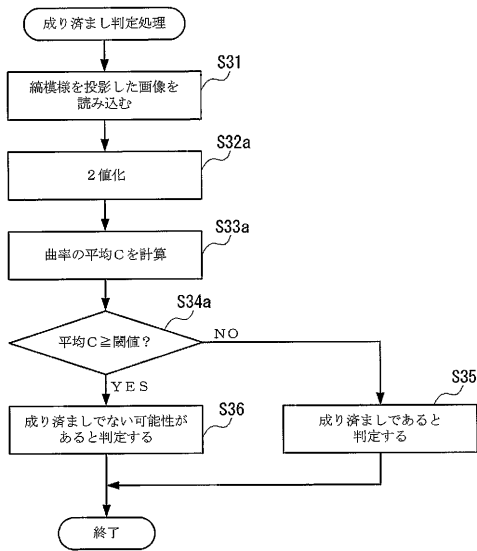 成り済まし判定処理
S31
縞模様を投影した画像を
読み込む
S32a
２値化
S33a
曲率の平均Ｃを計算
S34a
平均Ｃ≧閾値？
ＮＯ
ＹＥＳ
S36
成り済ましでない可能性が
あると判定する
S35
成り済ましであると
判定する
終了